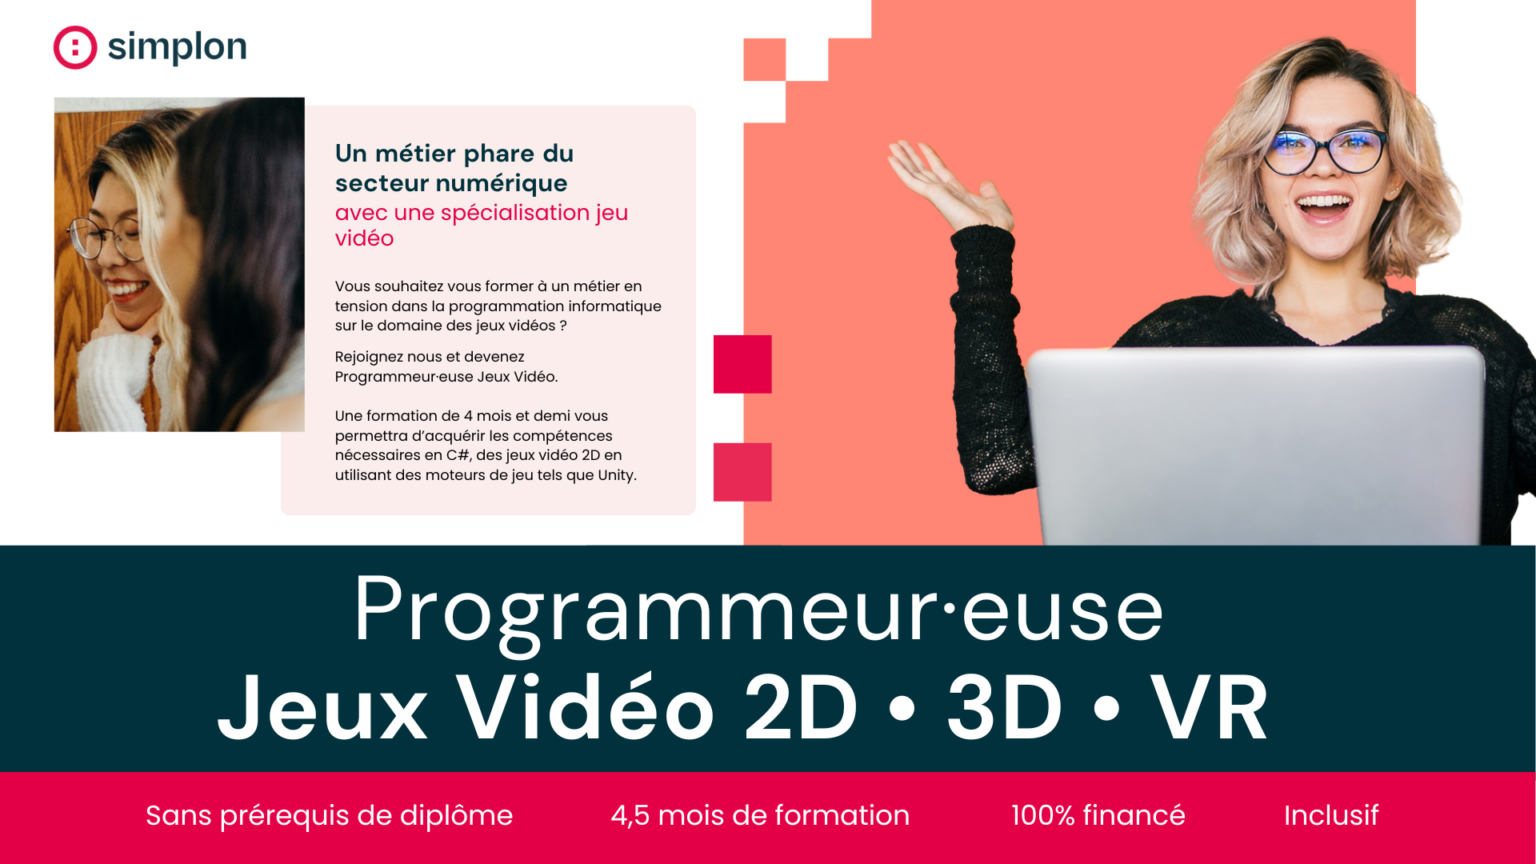 simplon
Un métier phare du
secteur numérique
avec une spécialisation jeu
vidéo
Vous souhaitez vous former à un métier en
tension dans la programmation informatique
sur le domaine des jeux vidéos ?
Rejoignez nous et devenez
Programmeur·euse Jeux Vidéo.
Une formation de 4 mois et demi vous
permettra d’acquérir les compétences
nécessaires en C#, des jeux vidéo 2D en
utilisant des moteurs de jeu tels que Unity.
Programmeur·euse
Jeux Vidéo 2D • 3D • VR
Sans prérequis de diplôme 4,5 mois de formation 100% financé Inclusif